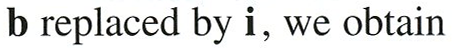 b replaced by i, we obtain